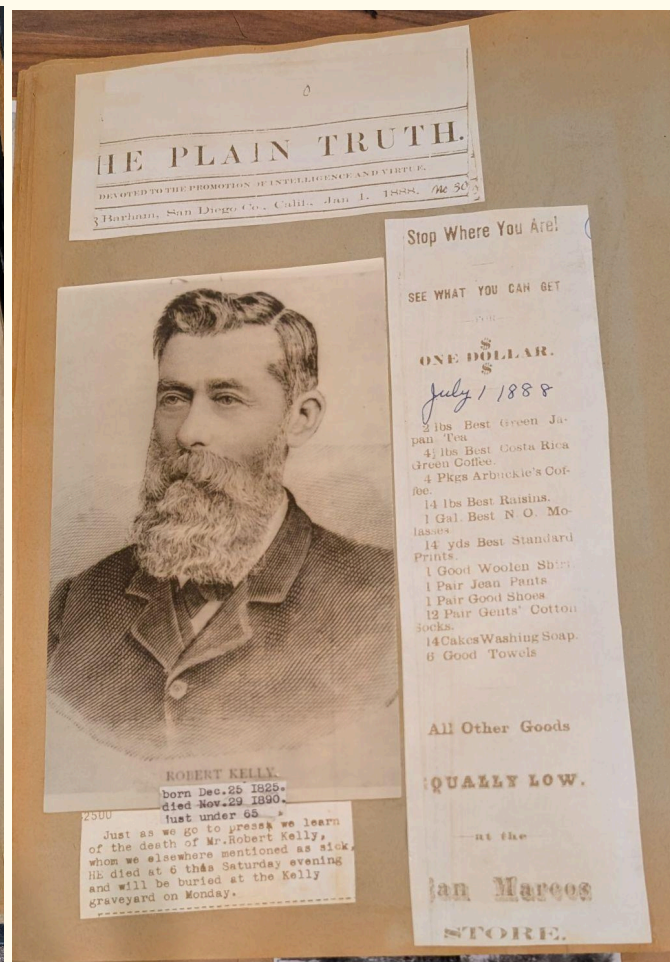 HE PLAIN TRUTH.
DEVOTED TO THE PROMOTION OF INTELLIGENCE AND VIRTUE.
Barham, San Diego Co., Calif., Jan 1. 1888.
ROBERT KELLY.
born Dec.25 1825.
died Nov.29 1890.
just under 65
2500
Just as we go to press we learn
of the death of Mr.Robert Kelly,
whom we elsewhere mentioned as sick,
HE died at 6 this Saturday evening
and will be buried at the Kelly
graveyard on Monday.
Stop Where You Are!
SEE WHAT YOU CAN GET
FOR
$
ONE DOLLAR.
$
July 1 1888
lbs Best Green Ja-
pan Tea
4½ lbs Best Costa Rica
Green Coffee.
4 Pkgs Arbuckle's Cof-
fee.
14 lbs Best Raisins.
1 Gal. Best N O. Mo-
lasses.
14 yds Best Standard
Prints.
1 Good Woolen Shirt
1 Pair Jean Pants
1 Pair Good Shoes
12 Pair Gents' Cotton
Socks.
14 Cakes Washing Soap.
6 Good Towels
All Other Goods
QUALLY LOW.
—at the—
an Marcos
STORE.